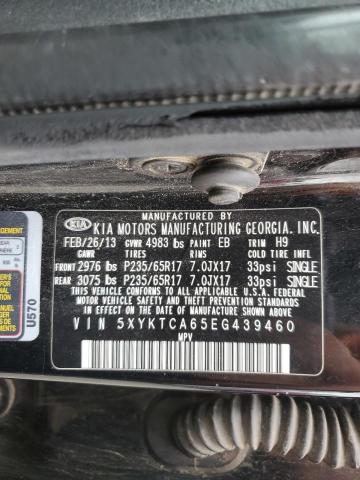 MANUFACTURED BY
KIA KIA MOTORS MANUFACTURING GEORGIA. INC.
FEB/26/13 GVWR 4983 lbs PAINT EB TRIM H9
GAWR TIRES RIMS COLD TIRE INFL
FRONT 2976 lbs P235/65R17 7.0JX17 33psi SINGLE
REAR 3075 lbs P235/65R17 7.0JX17 33psi SINGLE
THIS VEHICLE CONFORMS TO ALL APPLICABLE U.S.A. FEDERAL
MOTOR VEHICLE SAFETY, BUMPER, AND THEFT
PREVENTION STANDARDS IN EFFECT ON THE DATE OF
MANUFACTURE SHOWN ABOVE.
VIN 5XYKTCA65EG439460
MPV
U570